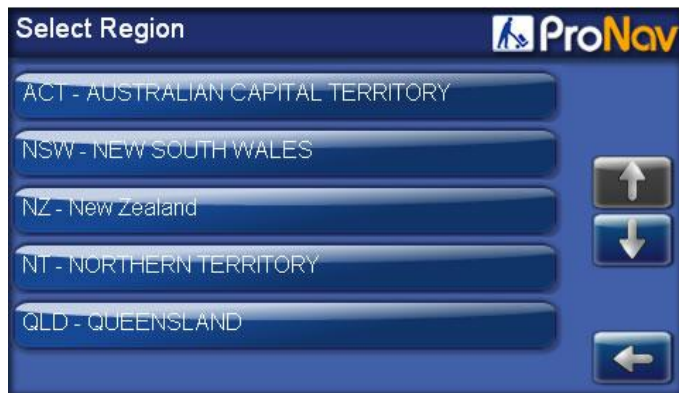 Select Region
ProNav
ACT - AUSTRALIAN CAPITAL TERRITORY
NSW - NEW SOUTH WALES
NZ - New Zealand
NT - NORTHERN TERRITORY
QLD - QUEENSLAND